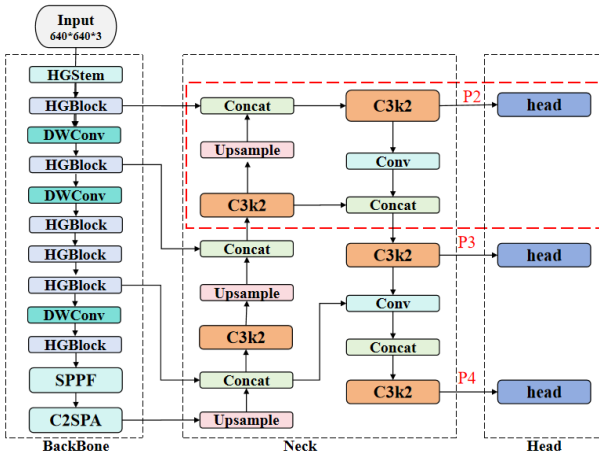 Input
640*640*3
HGStem
HGBlock
DWConv
HGBlock
DWConv
HGBlock
HGBlock
HGBlock
DWConv
HGBlock
SPPF
C2SPA
BackBone
Concat
Upsample
C3k2
Concat
Upsample
C3k2
Concat
Upsample
C3k2
Conv
Concat
C3k2
Conv
Concat
C3k2
Neck
P2
P3
P4
head
head
head
Head